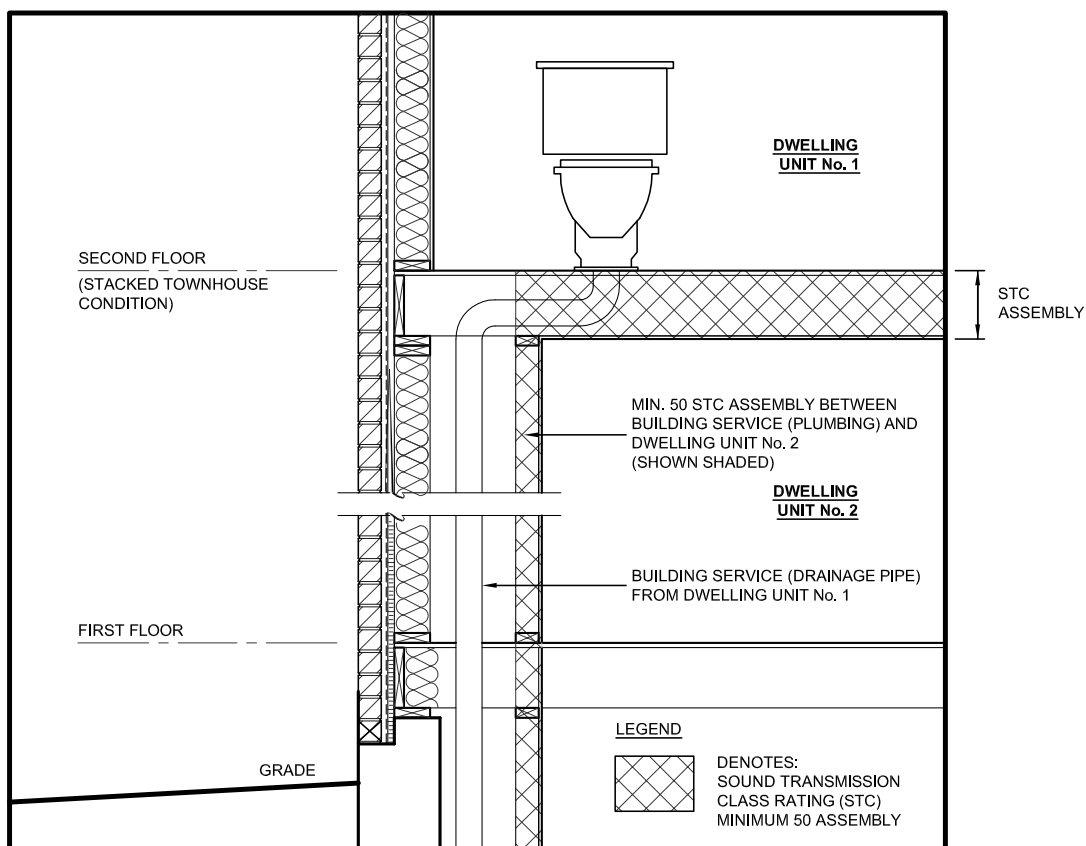 DWELLING
UNIT No. 1
SECOND FLOOR
(STACKED TOWNHOUSE
CONDITION)
STC
ASSEMBLY
MIN. 50 STC ASSEMBLY BETWEEN
BUILDING SERVICE (PLUMBING) AND
DWELLING UNIT No. 2
(SHOWN SHADED)
DWELLING
UNIT No. 2
BUILDING SERVICE (DRAINAGE PIPE)
FROM DWELLING UNIT No. 1
FIRST FLOOR
GRADE
LEGEND
DENOTES:
SOUND TRANSMISSION
CLASS RATING (STC)
MINIMUM 50 ASSEMBLY